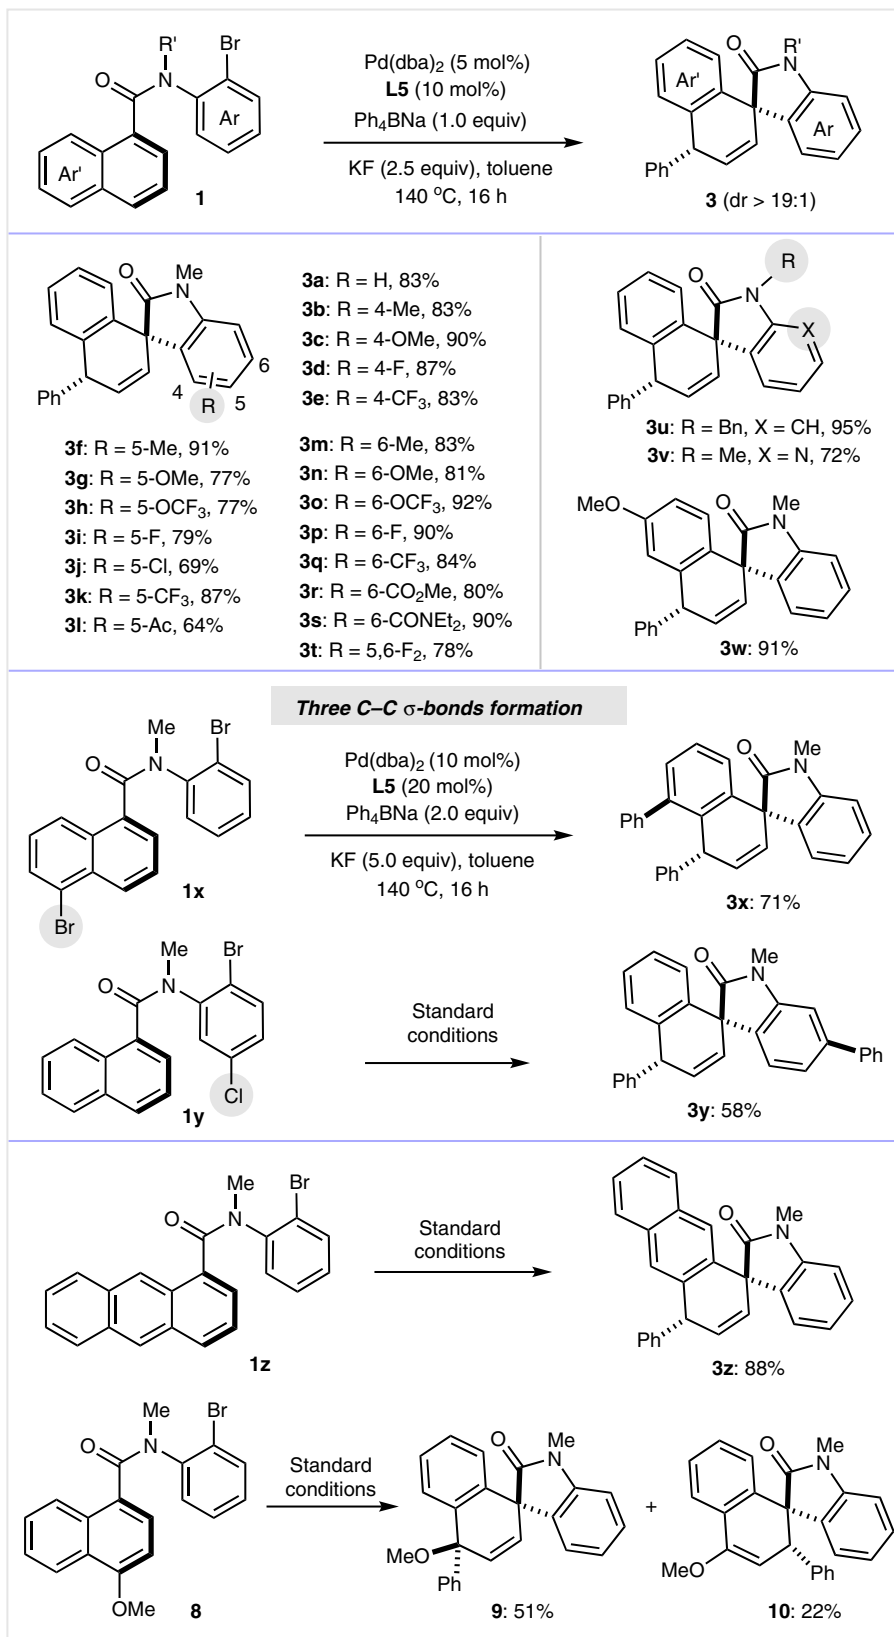 R'
Br
O
N
Ar
Ar'
1
Pd(dba)2 (5 mol%)
L5 (10 mol%)
Ph4BNa (1.0 equiv)
KF (2.5 equiv), toluene
140 °C, 16 h
O
R'
N
Ar'
Ar
Ph
3 (dr > 19:1)
O
Me
N
6
4
5
R
Ph
3a: R = H, 83%
3b: R = 4-Me, 83%
3c: R = 4-OMe, 90%
3d: R = 4-F, 87%
3e: R = 4-CF3, 83%
3f: R = 5-Me, 91%
3g: R = 5-OMe, 77%
3h: R = 5-OCF3, 77%
3i: R = 5-F, 79%
3j: R = 5-Cl, 69%
3k: R = 5-CF3, 87%
3l: R = 5-Ac, 64%
3m: R = 6-Me, 83%
3n: R = 6-OMe, 81%
3o: R = 6-OCF3, 92%
3p: R = 6-F, 90%
3q: R = 6-CF3, 84%
3r: R = 6-CO2Me, 80%
3s: R = 6-CONEt2, 90%
3t: R = 5,6-F2, 78%
R
O
N
X
Ph
3u: R = Bn, X = CH, 95%
3v: R = Me, X = N, 72%
MeO
O
Me
N
Ph
3w: 91%
Three C–C σ-bonds formation
Me
Br
O
N
1x
Br
Pd(dba)2 (10 mol%)
L5 (20 mol%)
Ph4BNa (2.0 equiv)
KF (5.0 equiv), toluene
140 °C, 16 h
O
Me
N
Ph
Ph
3x: 71%
Me
Br
O
N
1y
Cl
Standard
conditions
O
Me
N
Ph
Ph
3y: 58%
Me
Br
O
N
1z
Standard
conditions
O
Me
N
Ph
3z: 88%
Me
Br
O
N
OMe
8
Standard
conditions
O
Me
N
MeO
Ph
9: 51%
+
O
Me
N
MeO
Ph
10: 22%